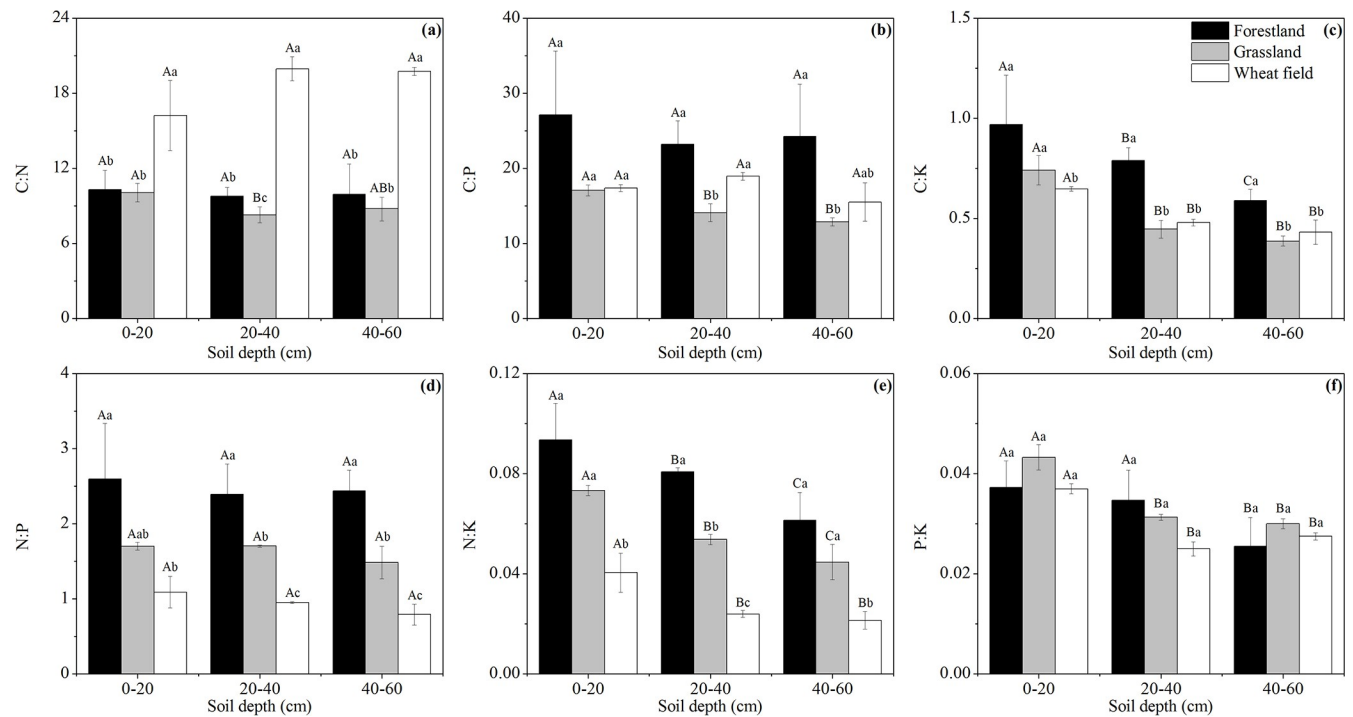 24
18
12
6
0
C:N
(a)
Ab Ab Aa
Ab Bc Aa
Ab ABb Aa
0-20 20-40 40-60
Soil depth (cm)
40
30
20
10
0
C:P
(b)
Aa Aa Aa
Aa Bb Aa
Aa Bb Aab
0-20 20-40 40-60
Soil depth (cm)
1.5
1.0
0.5
0.0
C:K
Forestland
Grassland
Wheat field
(c)
Aa Aa Ab
Ba Bb Bb
Ca Bb Bb
0-20 20-40 40-60
Soil depth (cm)
4
3
2
1
0
N:P
(d)
Aa Aab Ab
Aa Ab Ac
Aa Ab Ac
0-20 20-40 40-60
Soil depth (cm)
0.12
0.08
0.04
0.00
N:K
(e)
Aa Aa Ab
Ba Bb Bc
Ca Ca Bb
0-20 20-40 40-60
Soil depth (cm)
0.06
0.04
0.02
0.00
P:K
(f)
Aa Aa Aa
Aa Ba Ba
Ba Ba Ba
0-20 20-40 40-60
Soil depth (cm)